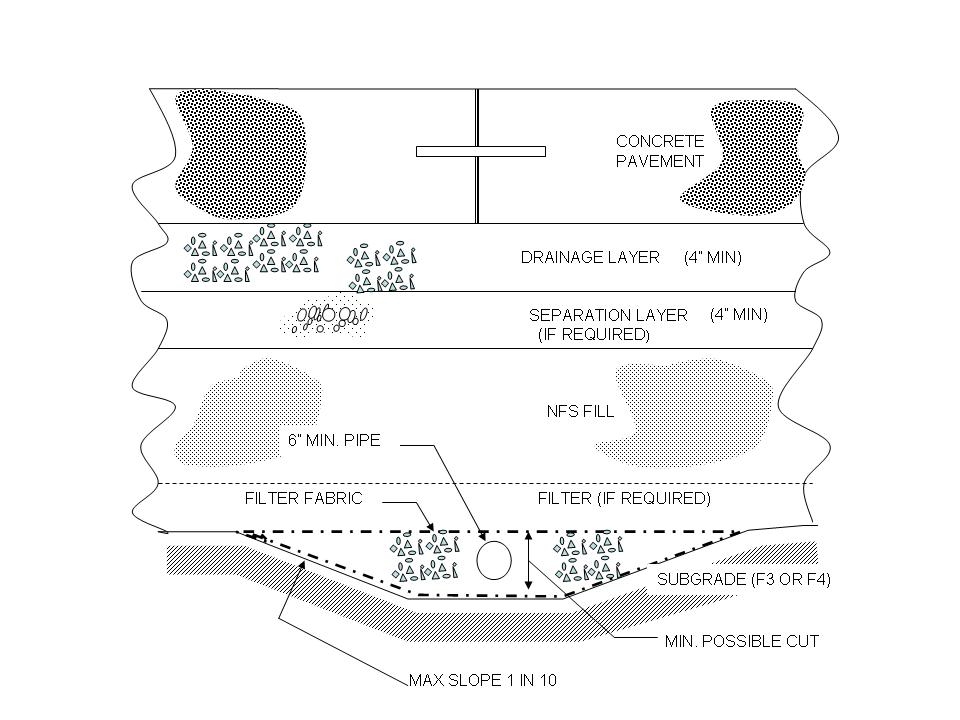 CONCRETE
PAVEMENT
DRAINAGE LAYER (4" MIN)
SEPARATION LAYER (4" MIN)
(IF REQUIRED)
NFS FILL
6" MIN. PIPE
FILTER FABRIC
FILTER (IF REQUIRED)
SUBGRADE (F3 OR F4)
MIN. POSSIBLE CUT
MAX SLOPE 1 IN 10